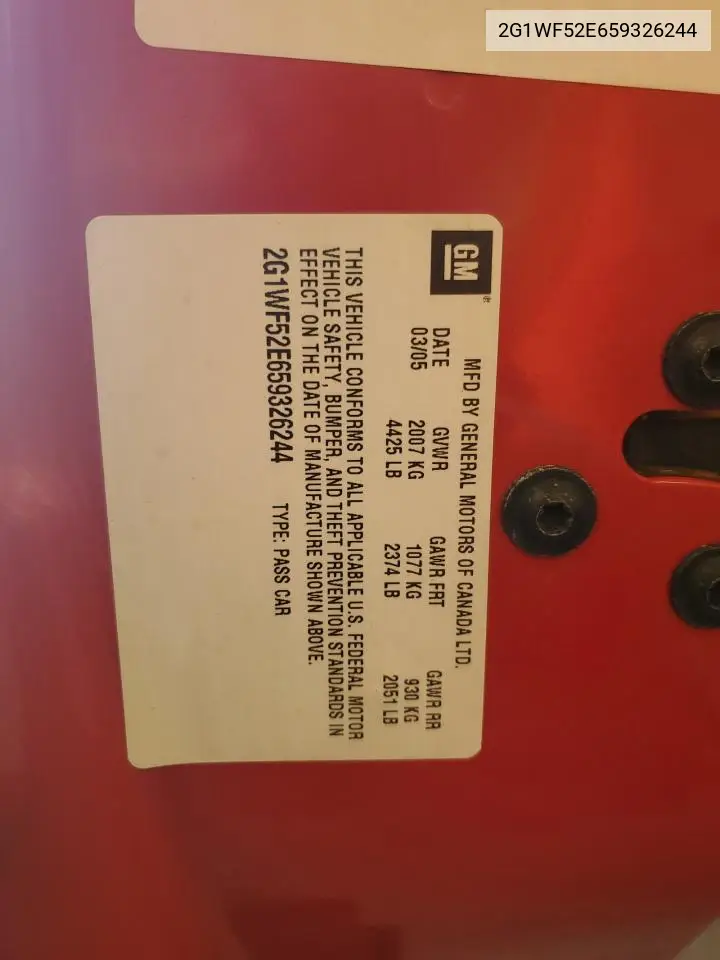 2G1WF52E659326244
GM®
MFD BY GENERAL MOTORS OF CANADA LTD.
DATE GVWR GAWR FRT GAWR RR
03/05 2007 KG 1077 KG 930 KG
4425 LB 2374 LB 2051 LB
THIS VEHICLE CONFORMS TO ALL APPLICABLE U.S. FEDERAL MOTOR
VEHICLE SAFETY, BUMPER, AND THEFT PREVENTION STANDARDS IN
EFFECT ON THE DATE OF MANUFACTURE SHOWN ABOVE.
2G1WF52E659326244 TYPE: PASS CAR